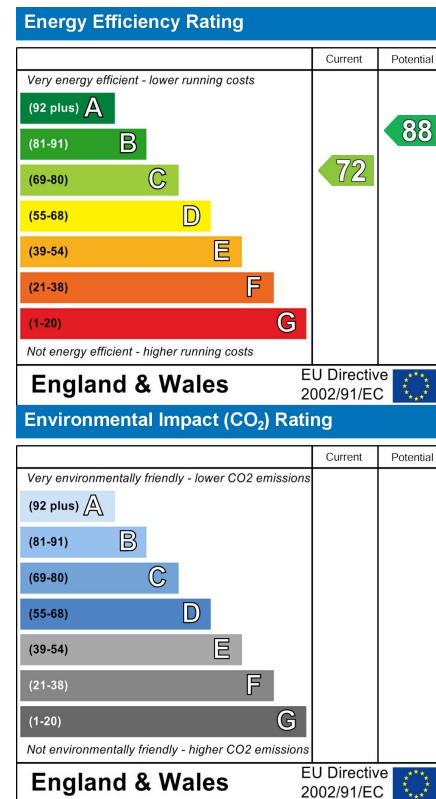 Energy Efficiency Rating
Current Potential
Very energy efficient - lower running costs
(92 plus) A
(81-91) B
88
(69-80) C
72
(55-68) D
(39-54) E
(21-38) F
(1-20) G
Not energy efficient - higher running costs
England & Wales
EU Directive
2002/91/EC
Environmental Impact (CO₂) Rating
Current Potential
Very environmentally friendly - lower CO2 emissions
(92 plus) A
(81-91) B
(69-80) C
(55-68) D
(39-54) E
(21-38) F
(1-20) G
Not environmentally friendly - higher CO2 emissions
England & Wales
EU Directive
2002/91/EC